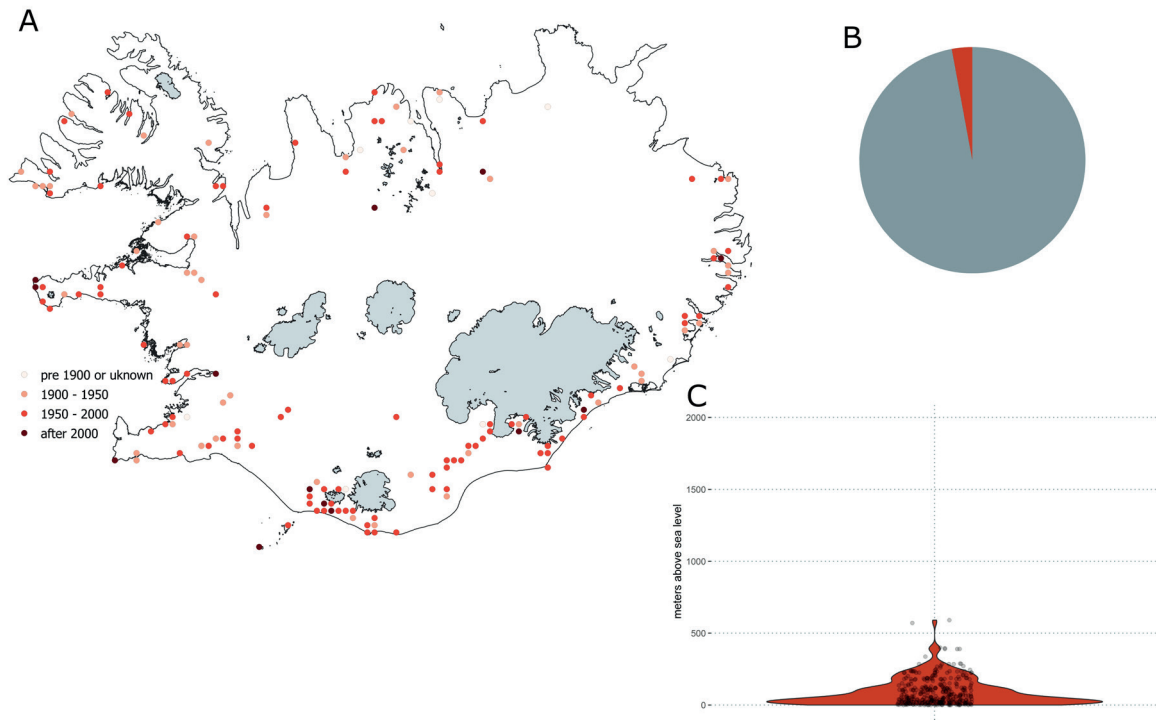 A
B
pre 1900 or uknown
1900 - 1950
1950 - 2000
after 2000
C
2000
1500
1000
500
0
meters above sea level